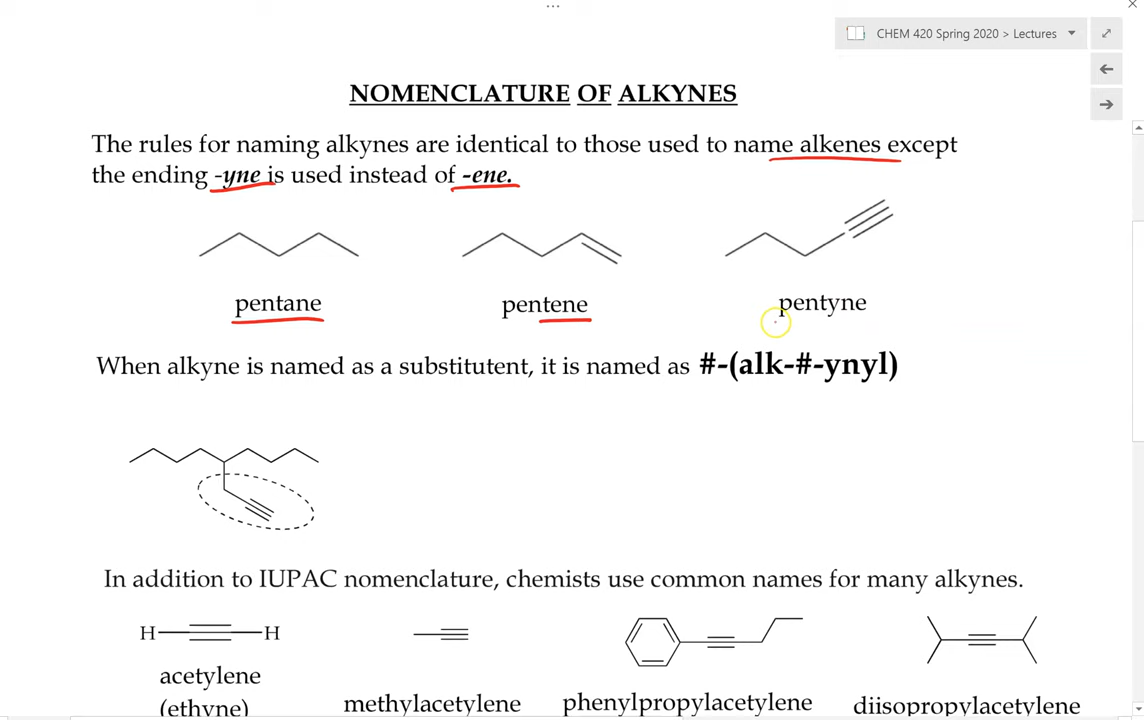 ...
CHEM 420 Spring 2020 > Lectures
NOMENCLATURE OF ALKYNES
The rules for naming alkynes are identical to those used to name alkenes except
the ending -yne is used instead of -ene.
pentane pentene pentyne
When alkyne is named as a substitutent, it is named as #-(alk-#-ynyl)
In addition to IUPAC nomenclature, chemists use common names for many alkynes.
H H
acetylene
(ethyne) methylacetylene phenylpropylacetylene diisopropylacetylene